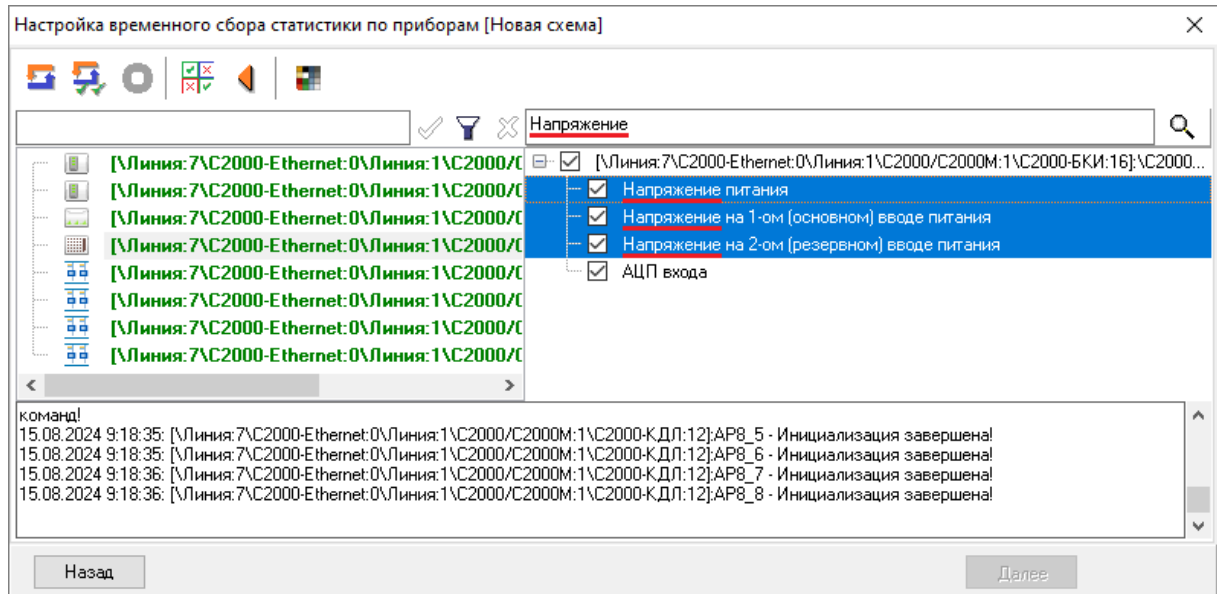 Настройка временного сбора статистики по приборам [Новая схема]
Напряжение
[\Линия:7\С2000-Ethernet:0\Линия:1\С2000/С
[\Линия:7\С2000-Ethernet:0\Линия:1\С2000/С
[\Линия:7\С2000-Ethernet:0\Линия:1\С2000/С
[\Линия:7\С2000-Ethernet:0\Линия:1\С2000/С
[\Линия:7\С2000-Ethernet:0\Линия:1\С2000/С
[\Линия:7\С2000-Ethernet:0\Линия:1\С2000/С
[\Линия:7\С2000-Ethernet:0\Линия:1\С2000/С
[\Линия:7\С2000-Ethernet:0\Линия:1\С2000/С
[\Линия:7\С2000-Ethernet:0\Линия:1\С2000/С2000М:1\С2000-БКИ:16]:\С2000...
Напряжение питания
Напряжение на 1-ом (основном) вводе питания
Напряжение на 2-ом (резервном) вводе питания
АЦП входа
команд!
15.08.2024 9:18:35: [\Линия:7\С2000-Ethernet:0\Линия:1\С2000/С2000М:1\С2000-КДЛ:12]:АР8_5 - Инициализация завершена!
15.08.2024 9:18:35: [\Линия:7\С2000-Ethernet:0\Линия:1\С2000/С2000М:1\С2000-КДЛ:12]:АР8_6 - Инициализация завершена!
15.08.2024 9:18:36: [\Линия:7\С2000-Ethernet:0\Линия:1\С2000/С2000М:1\С2000-КДЛ:12]:АР8_7 - Инициализация завершена!
15.08.2024 9:18:36: [\Линия:7\С2000-Ethernet:0\Линия:1\С2000/С2000М:1\С2000-КДЛ:12]:АР8_8 - Инициализация завершена!
Назад
Далее